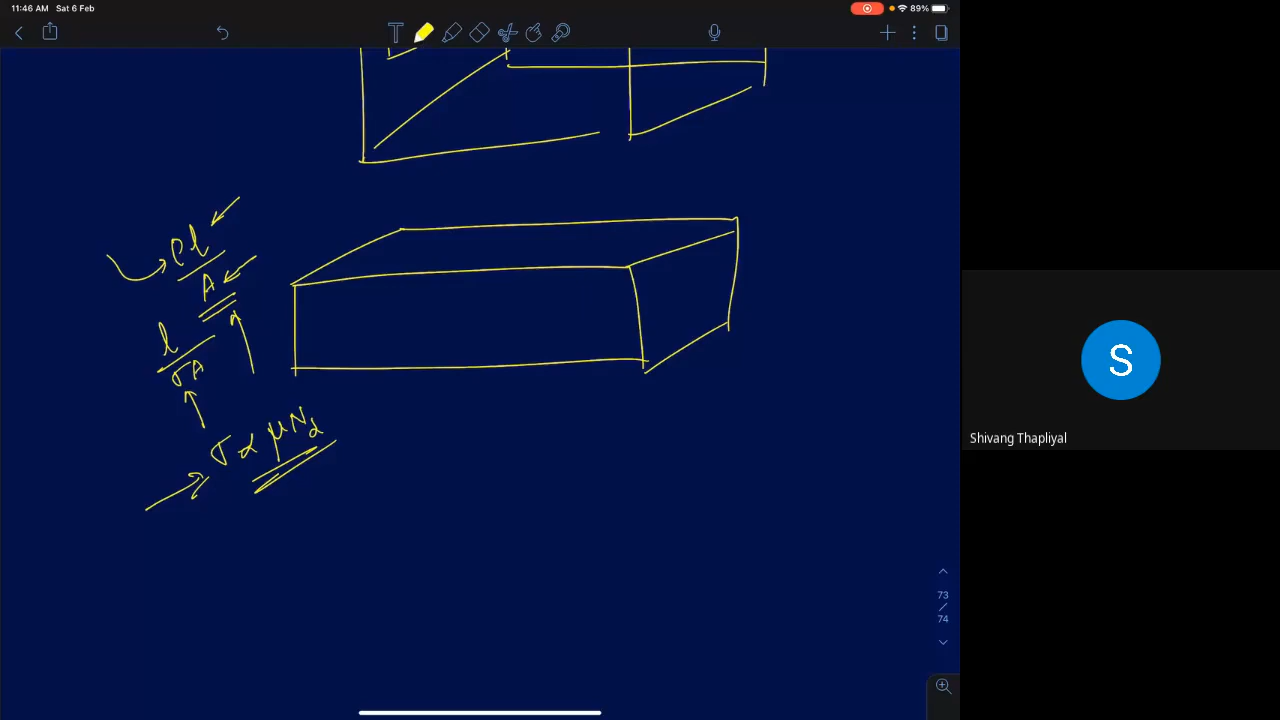 11:46 AM Sat 6 Feb
89%
T
ρl
A
l
σA
σ α μN_d
73
/
74
S
Shivang Thapliyal